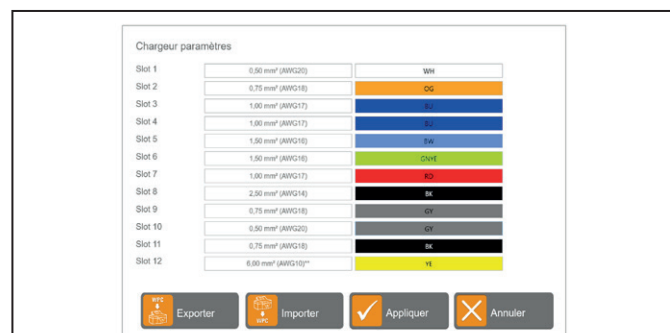 Chargeur paramètres
Slot 1 0,50 mm² (AWG20) WH
Slot 2 0,75 mm² (AWG18) OG
Slot 3 1,00 mm² (AWG17) BU
Slot 4 1,00 mm² (AWG17) BU
Slot 5 1,50 mm² (AWG16) BW
Slot 6 1,50 mm² (AWG16) GNYE
Slot 7 1,00 mm² (AWG17) RD
Slot 8 2,50 mm² (AWG14) BK
Slot 9 0,75 mm² (AWG18) GY
Slot 10 0,50 mm² (AWG20) GY
Slot 11 0,75 mm² (AWG18) BK
Slot 12 6,00 mm² (AWG10)** YE
WPC Exporter
WPC Importer
Appliquer
Annuler